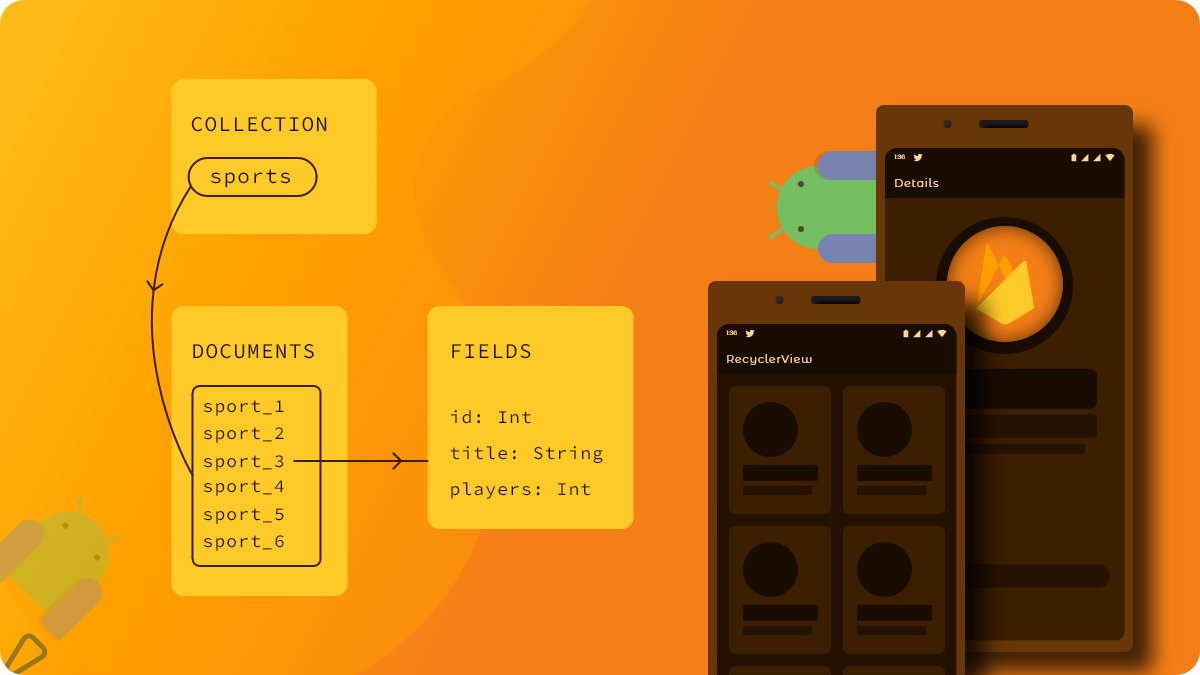 COLLECTION
sports
DOCUMENTS
sport_1
sport_2
sport_3
sport_4
sport_5
sport_6
FIELDS
id: Int
title: String
players: Int
1:36
Details
1:36
RecyclerView